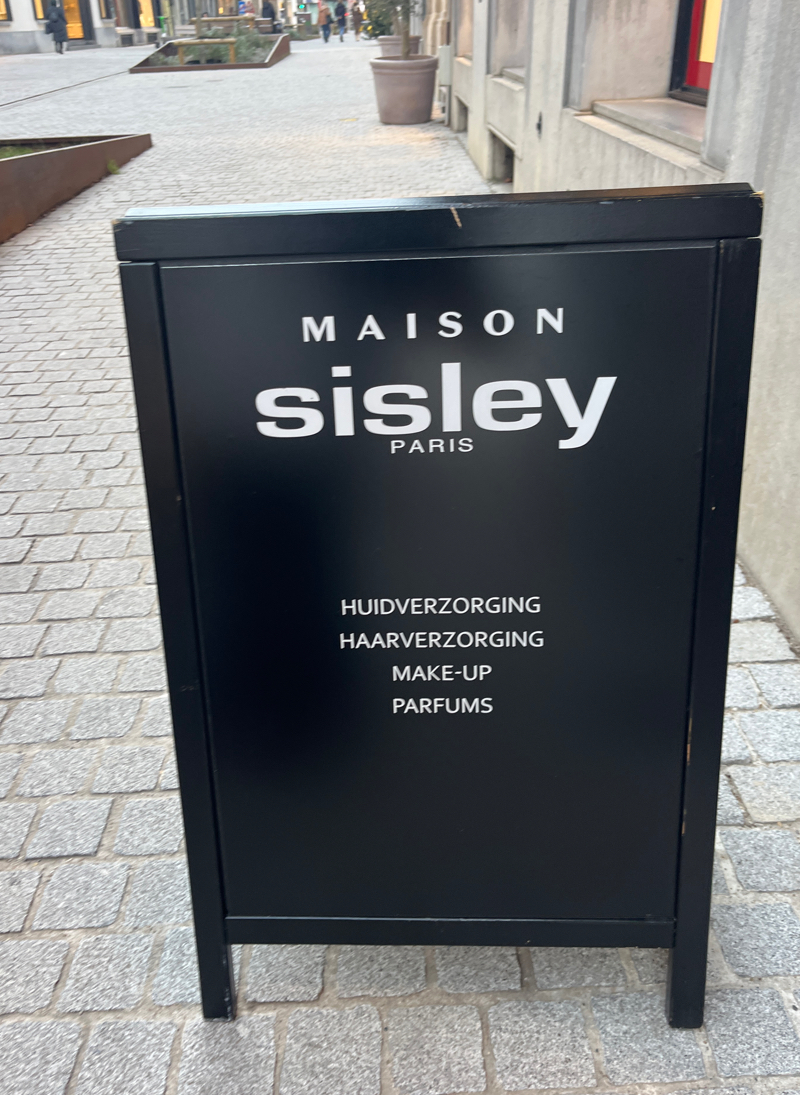 MAISON
sisley
PARIS
HUIDVERZORGING
HAARVERZORGING
MAKE-UP
PARFUMS